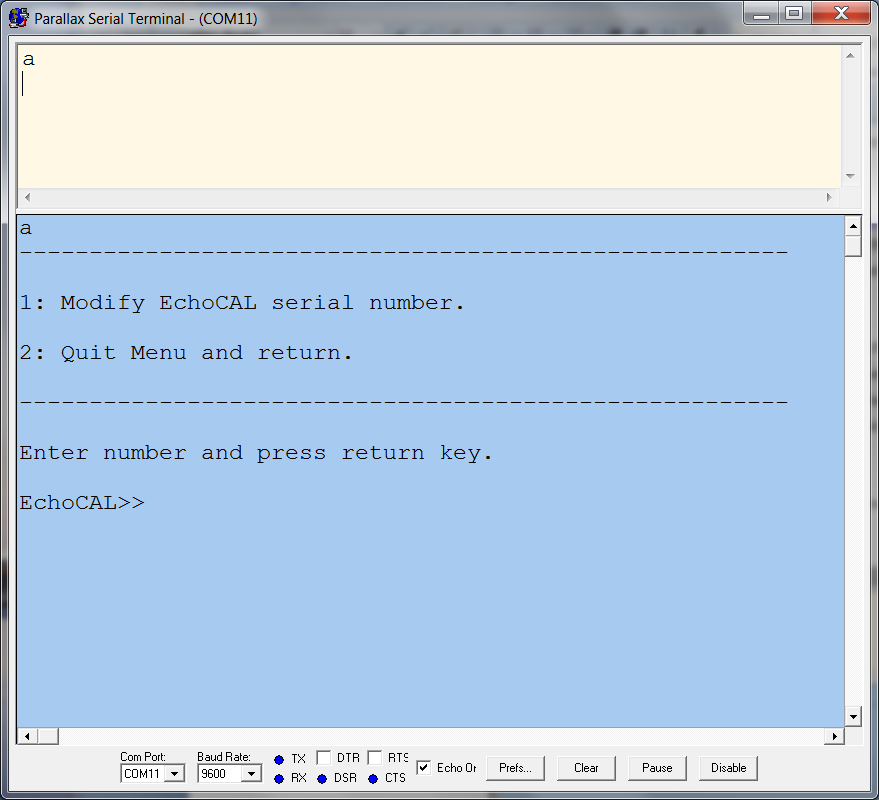 Parallax Serial Terminal - (COM11)
a
a
-------------------------------------------------------
1: Modify EchoCAL serial number.
2: Quit Menu and return.
-------------------------------------------------------
Enter number and press return key.
EchoCAL>>
Com Port: Baud Rate: TX DTR RTS
COM11 9600 RX DSR CTS Echo On Prefs... Clear Pause Disable